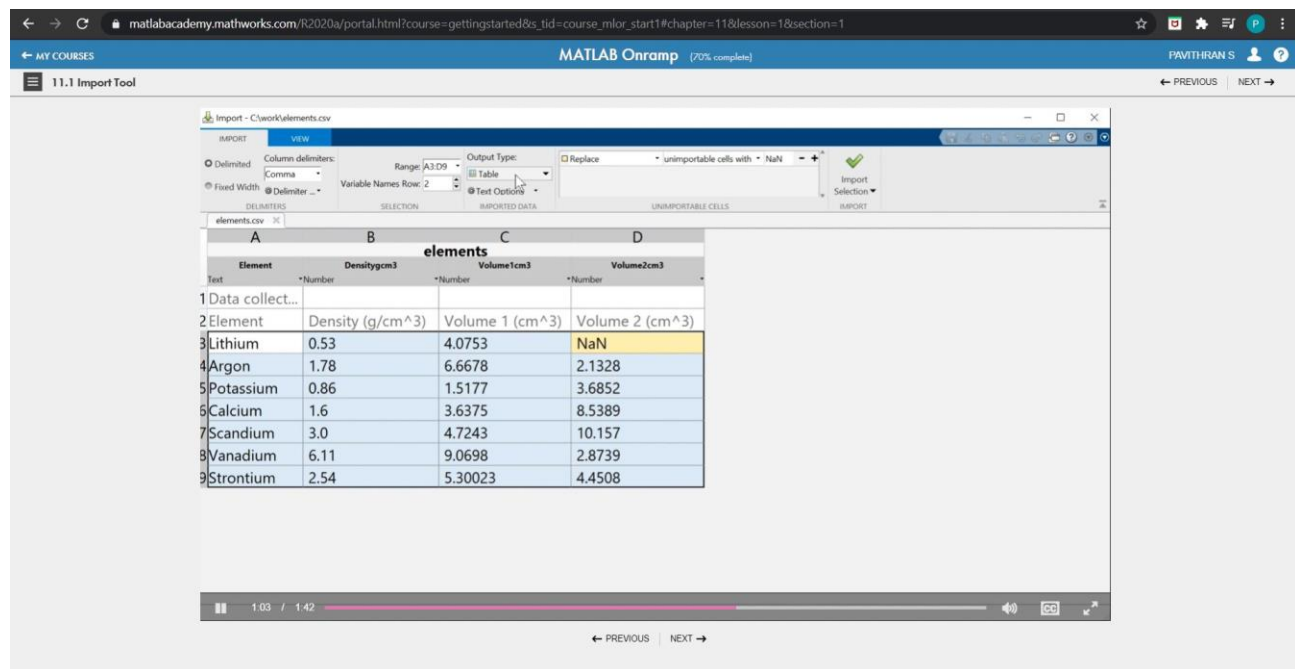 matlabacademy.mathworks.com/R2020a/portal.html?course=gettingstarted&s_tid=course_mlor_start1#chapter=11&lesson=1&section=1
P
← MY COURSES MATLAB Onramp (70% complete) PAVITHRAN S ?
11.1 Import Tool ← PREVIOUS NEXT →
Import - C:\work\elements.csv
IMPORT VIEW
Delimited Column delimiters: Range: A3:D9 Output Type: Replace unimportable cells with NaN - +
Comma Table Import
Fixed Width Delimiter ... Variable Names Row: 2 Text Options Selection
DELIMITERS SELECTION IMPORTED DATA UNIMPORTABLE CELLS IMPORT
elements.csv
A B C D
elements
Element Densitygcm3 Volume1cm3 Volume2cm3
Text Number Number Number
1 Data collect...
2 Element Density (g/cm^3) Volume 1 (cm^3) Volume 2 (cm^3)
3 Lithium 0.53 4.0753 NaN
4 Argon 1.78 6.6678 2.1328
5 Potassium 0.86 1.5177 3.6852
6 Calcium 1.6 3.6375 8.5389
7 Scandium 3.0 4.7243 10.157
8 Vanadium 6.11 9.0698 2.8739
9 Strontium 2.54 5.30023 4.4508
1:03 / 1:42 CC
← PREVIOUS NEXT →